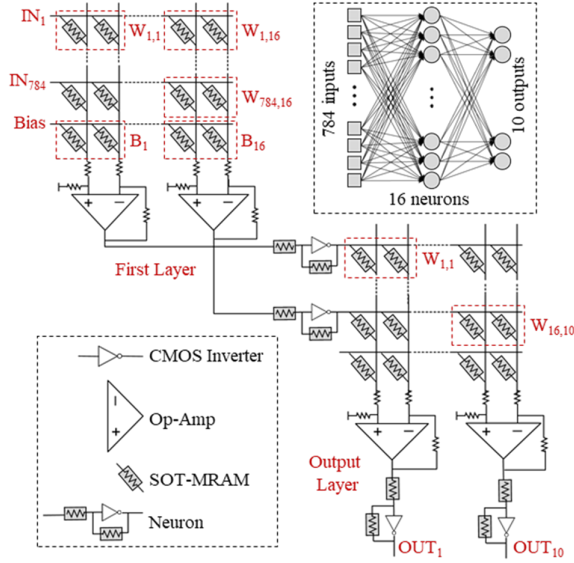 IN1
W1,1
W1,16
IN784
W784,16
Bias
B1
B16
+ −
+ −
First Layer
784 inputs
10 outputs
16 neurons
W1,1
W16,10
CMOS Inverter
−
+
Op-Amp
SOT-MRAM
Neuron
+ −
+ −
Output
Layer
OUT1
OUT10